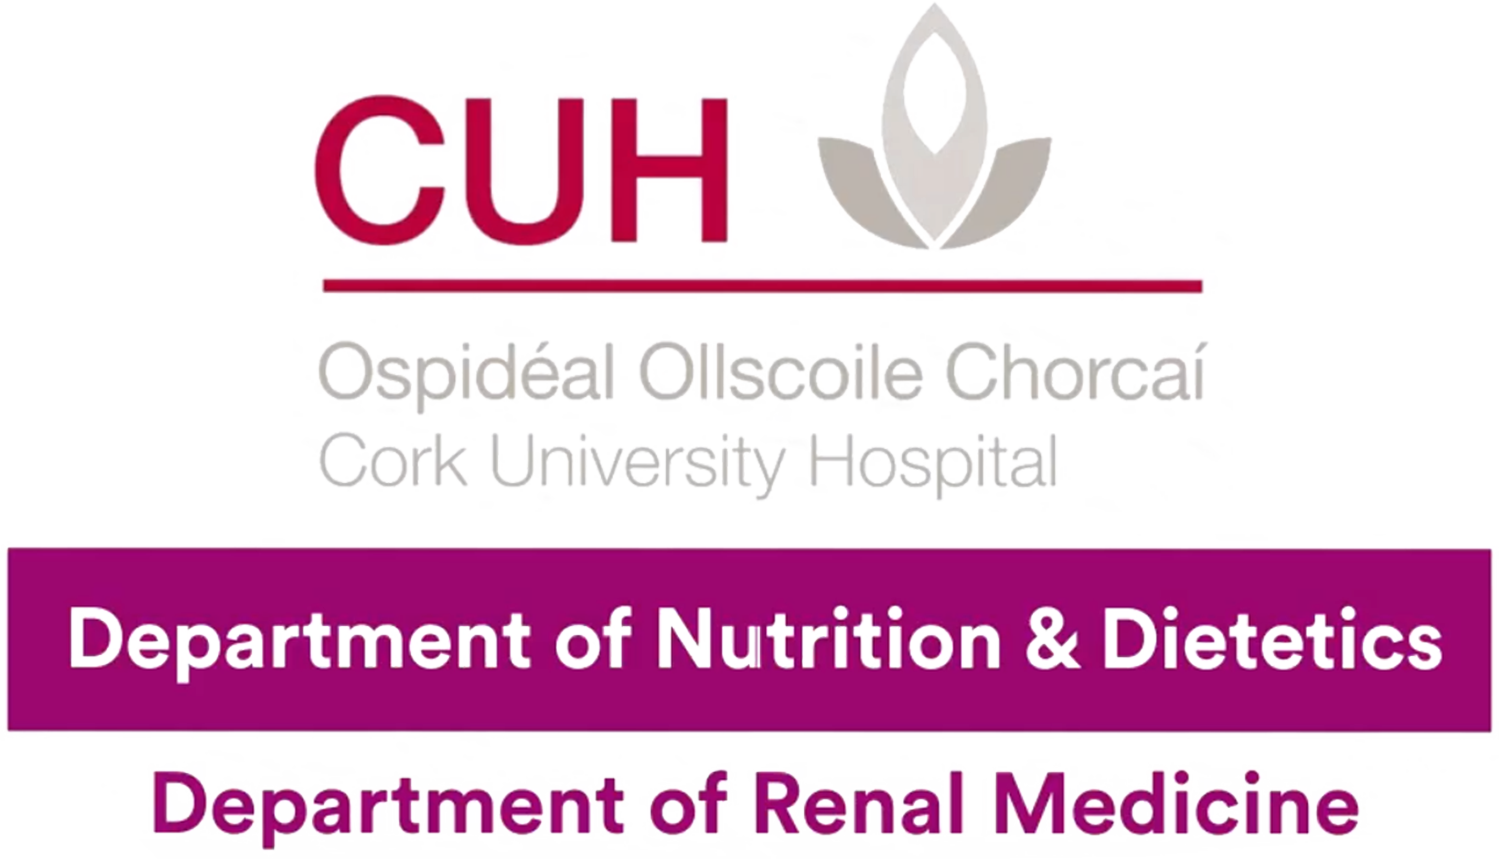 CUH
Ospidéal Ollscoile Chorcaí
Cork University Hospital
Department of Nutrition & Dietetics
Department of Renal Medicine